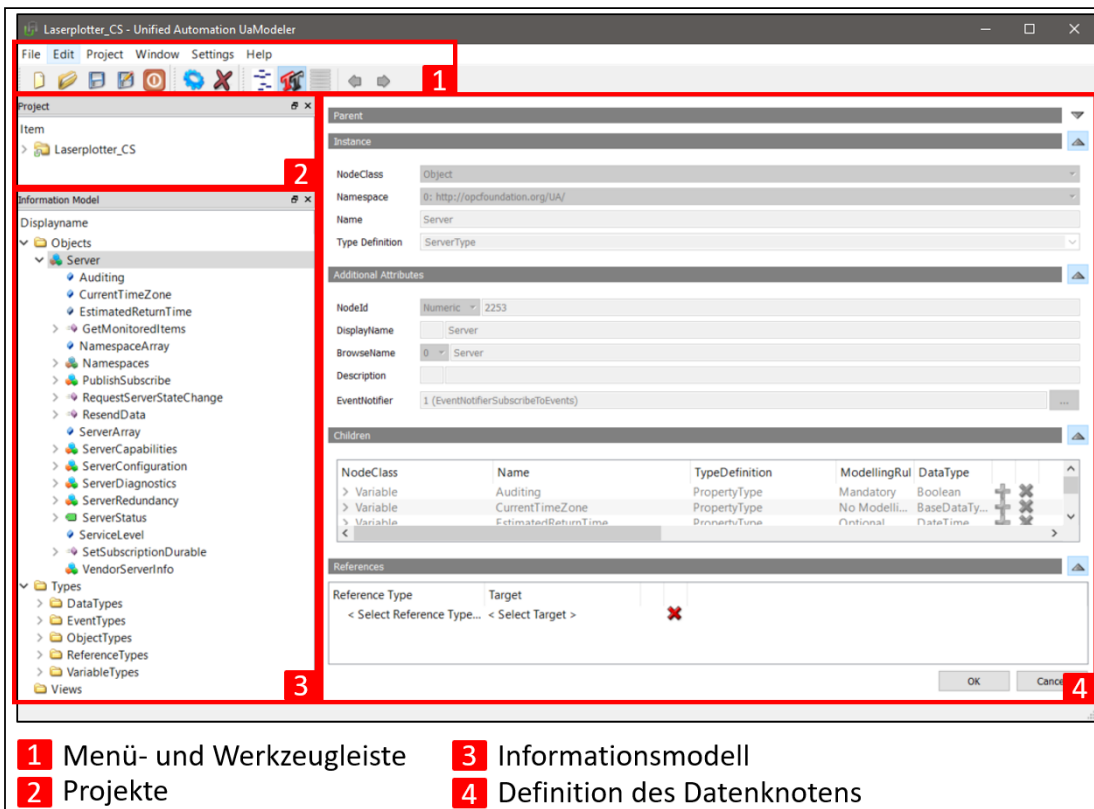 Laserplotter_CS - Unified Automation UaModeler
File Edit Project Window Settings Help
1
Project
Item
Laserplotter_CS
2
Information Model
Displayname
Objects
Server
Auditing
CurrentTimeZone
EstimatedReturnTime
GetMonitoredItems
NamespaceArray
Namespaces
PublishSubscribe
RequestServerStateChange
ResendData
ServerArray
ServerCapabilities
ServerConfiguration
ServerDiagnostics
ServerRedundancy
ServerStatus
ServiceLevel
SetSubscriptionDurable
VendorServerInfo
Types
DataTypes
EventTypes
ObjectTypes
ReferenceTypes
VariableTypes
Views
3
Parent
Instance
NodeClass Object
Namespace 0: http://opcfoundation.org/UA/
Name Server
Type Definition ServerType
Additional Attributes
NodeId Numeric 2253
DisplayName Server
BrowseName 0 Server
Description
EventNotifier 1 (EventNotifierSubscribeToEvents) ...
Children
NodeClass Name TypeDefinition ModellingRul DataType
> Variable Auditing PropertyType Mandatory Boolean
> Variable CurrentTimeZone PropertyType No Modelli... BaseDataTy...
> Variable EstimatedReturnTime PropertyType Optional DateTime
References
Reference Type Target
< Select Reference Type... < Select Target >
OK Cance
4
1 Menü- und Werkzeugleiste
2 Projekte
3 Informationsmodell
4 Definition des Datenknotens